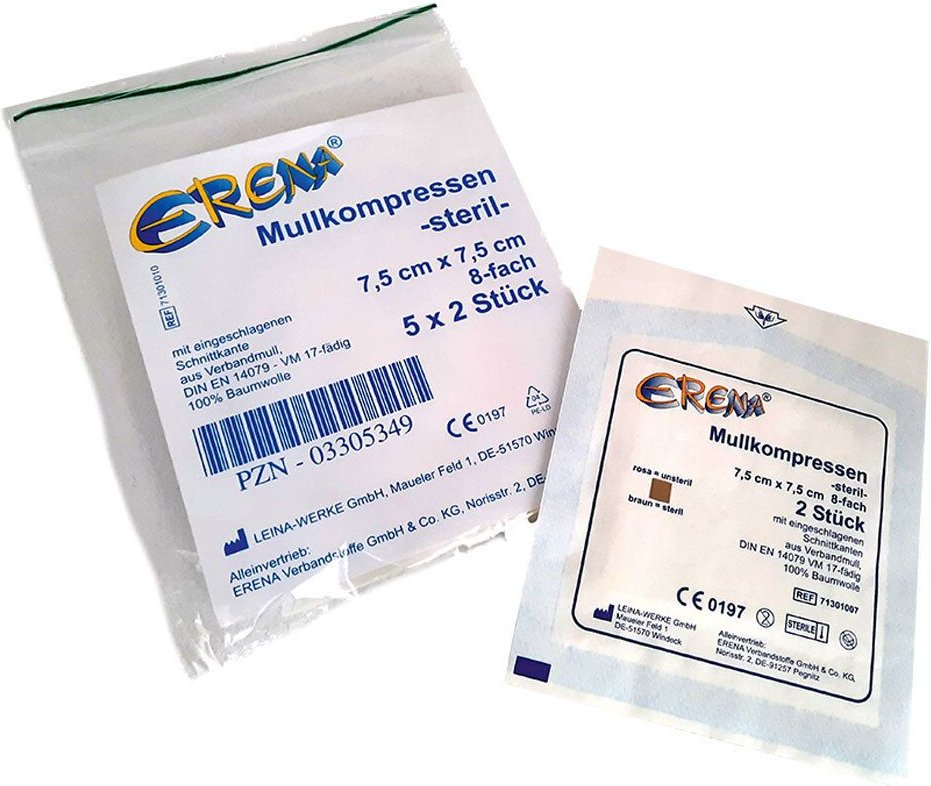 ERENA®
Mullkompressen
-steril-
7,5 cm x 7,5 cm
8-fach
5 x 2 Stück
REF 71301010
mit eingeschlagenen
Schnittkante
aus Verbandmull,
DIN EN 14079 - VM 17-fädig
100% Baumwolle
PZN - 03305349
CE 0197
04
PE-LD
LEINA-WERKE GmbH, Maueler Feld 1, DE-51570 Windec
Alleinvertrieb:
ERENA Verbandstoffe GmbH & Co. KG, Norisstr. 2, DE-
ERENA®
Mullkompressen
-steril-
7,5 cm x 7,5 cm 8-fach
2 Stück
rosa = unsteril
braun = steril
mit eingeschlagenen
Schnittkanten
aus Verbandmull,
DIN EN 14079 VM 17-fädig
100% Baumwolle
REF 71301007
CE 0197
2
STERILE
LEINA-WERKE GmbH
Maueler Feld 1
DE-51570 Windeck
Alleinvertrieb:
ERENA Verbandstoffe GmbH & Co. KG,
Norisstr. 2, DE-91257 Pegnitz